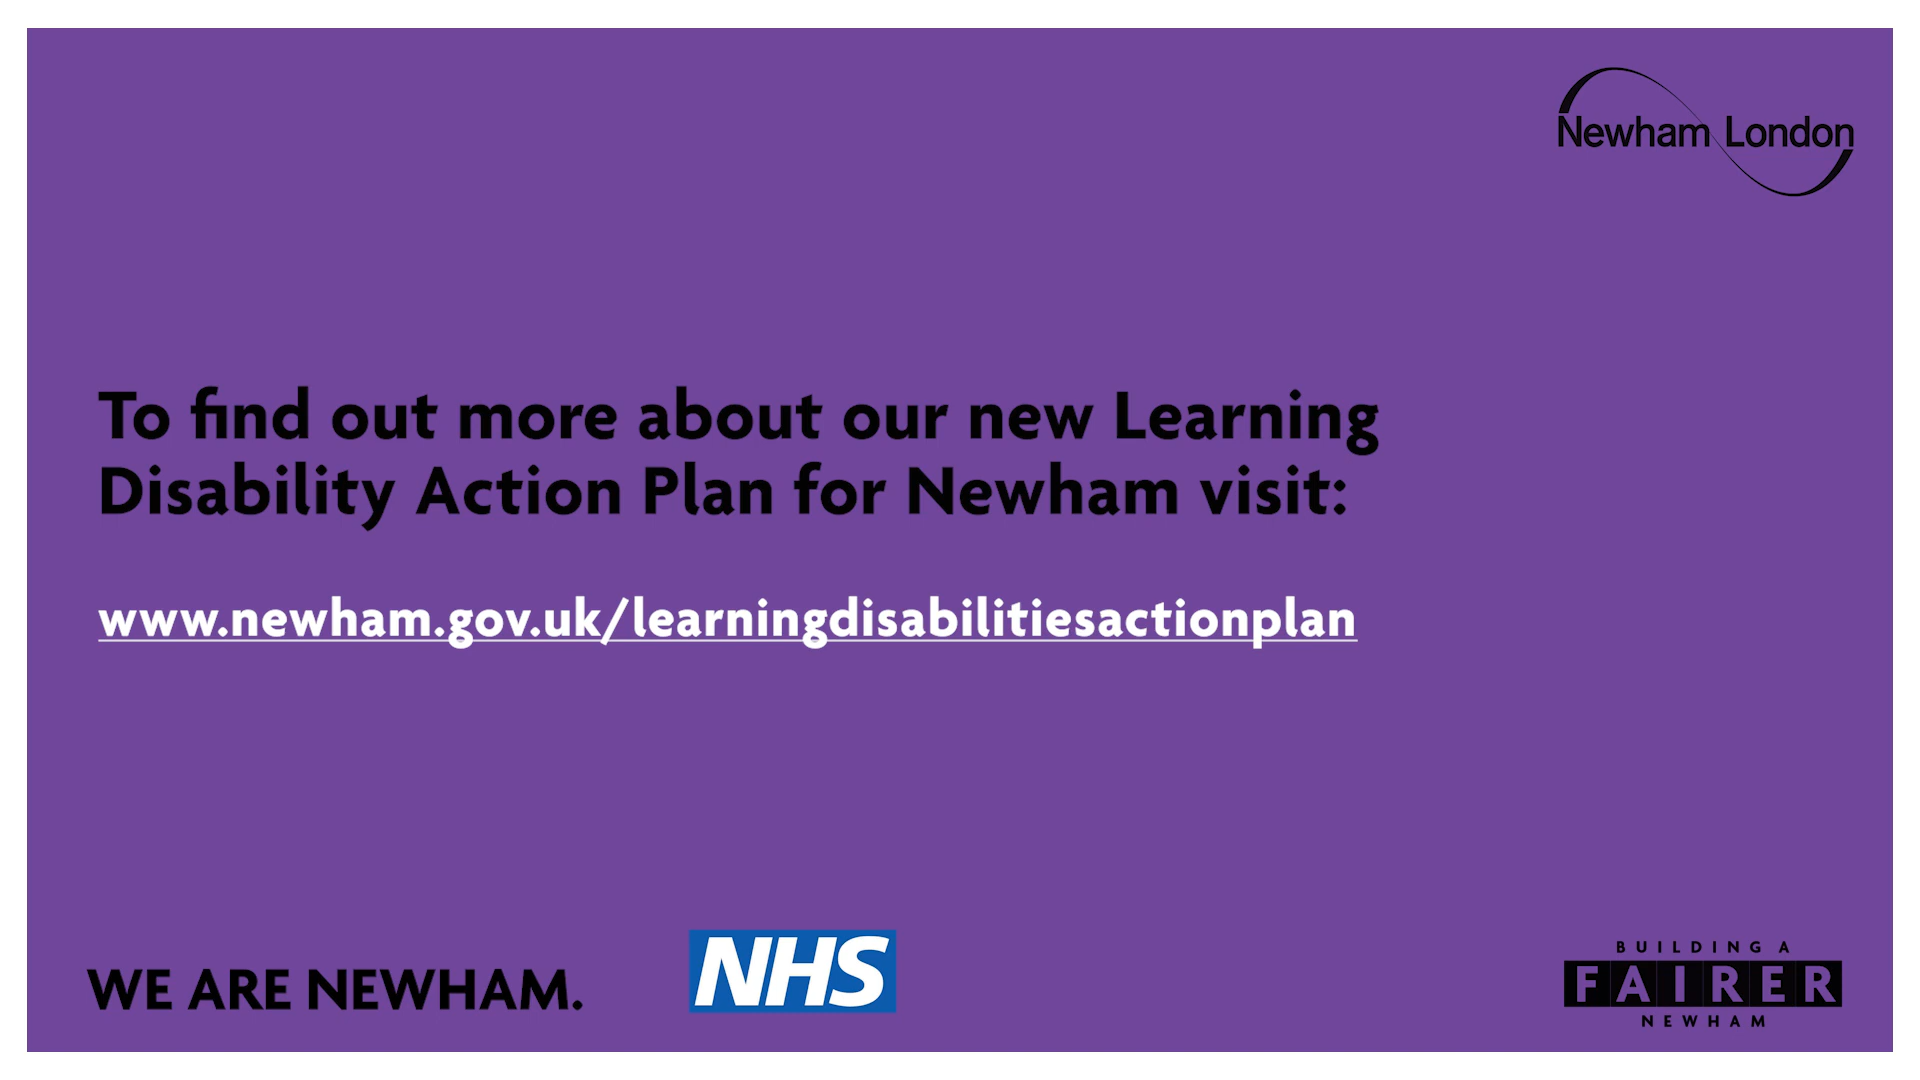 Newham London
To find out more about our new Learning
Disability Action Plan for Newham visit:
www.newham.gov.uk/learningdisabilitiesactionplan
WE ARE NEWHAM.
NHS
BUILDING A
FAIRER
NEWHAM